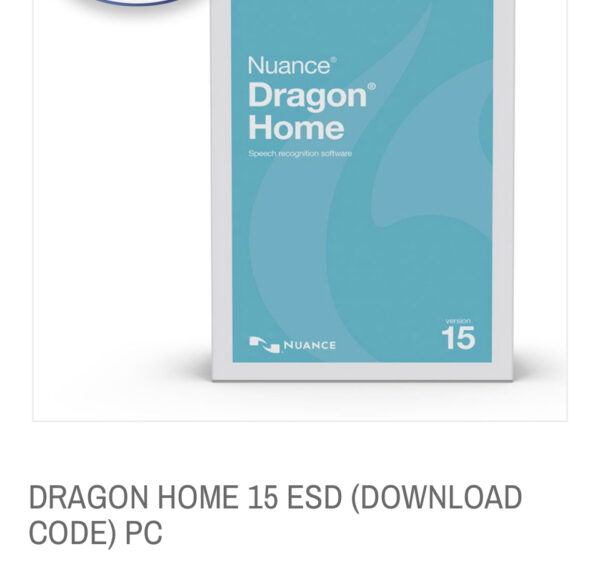 Nuance®
Dragon®
Home
Speech recognition software
version
15
NUANCE
DRAGON HOME 15 ESD (DOWNLOAD
CODE) PC